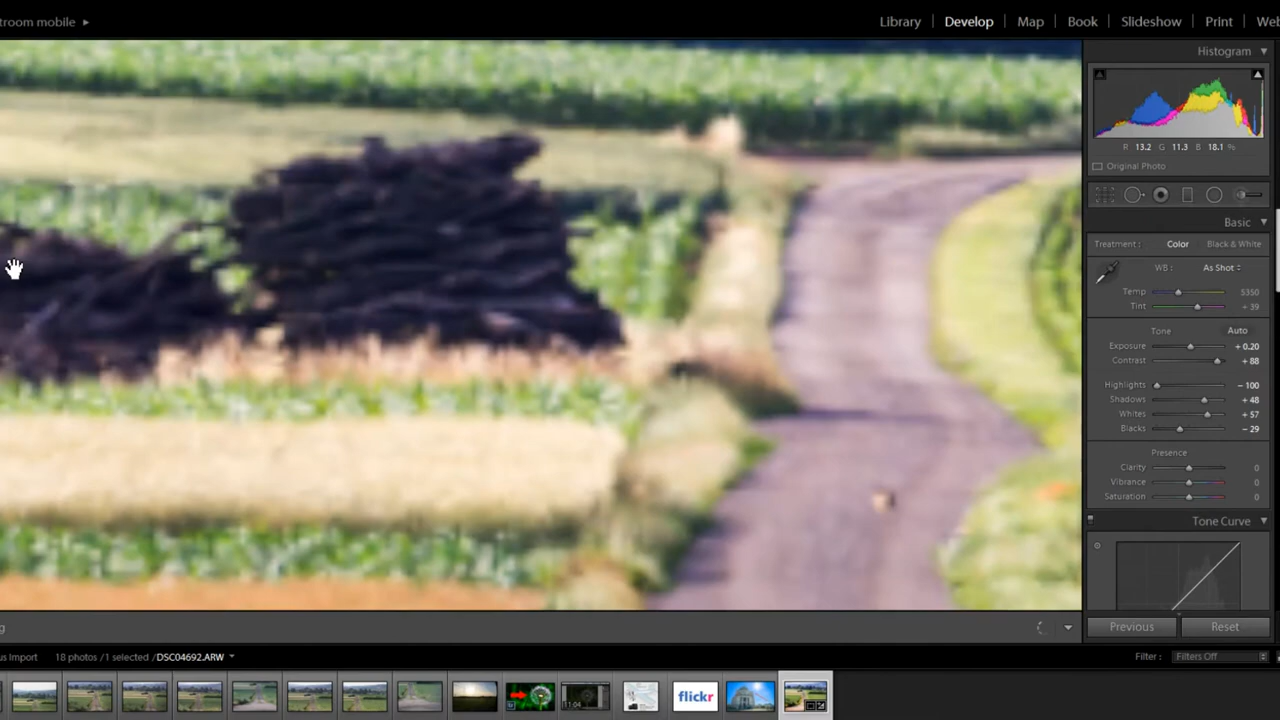 troom mobile
Library | Develop | Map | Book | Slideshow | Print | Web
Histogram
R 13.2 G 11.3 B 18.1 %
Original Photo
Basic
Treatment : Color Black & White
WB : As Shot
Temp 5350
Tint + 39
Tone Auto
Exposure + 0.20
Contrast + 88
Highlights − 100
Shadows + 48
Whites + 57
Blacks − 29
Presence
Clarity 0
Vibrance 0
Saturation 0
Tone Curve
g
Previous Reset
us Import 18 photos /1 selected /DSC04692.ARW
Filter : Filters Off
11:04
flickr